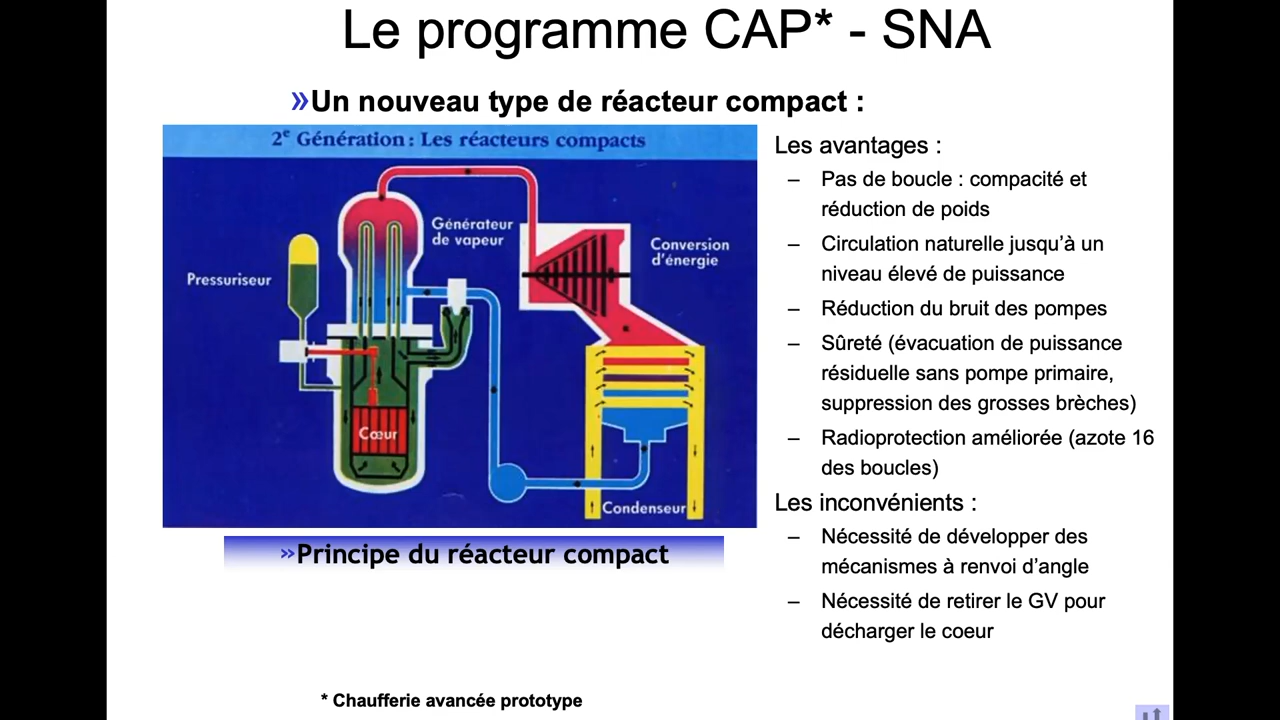 Le programme CAP* - SNA
»Un nouveau type de réacteur compact :
2e Génération : Les réacteurs compacts
Générateur
de vapeur
Conversion
d'énergie
Pressuriseur
Cœur
Condenseur
»Principe du réacteur compact
Les avantages :
– Pas de boucle : compacité et
réduction de poids
– Circulation naturelle jusqu'à un
niveau élevé de puissance
– Réduction du bruit des pompes
– Sûreté (évacuation de puissance
résiduelle sans pompe primaire,
suppression des grosses brèches)
– Radioprotection améliorée (azote 16
des boucles)
Les inconvénients :
– Nécessité de développer des
mécanismes à renvoi d'angle
– Nécessité de retirer le GV pour
décharger le coeur
* Chaufferie avancée prototype